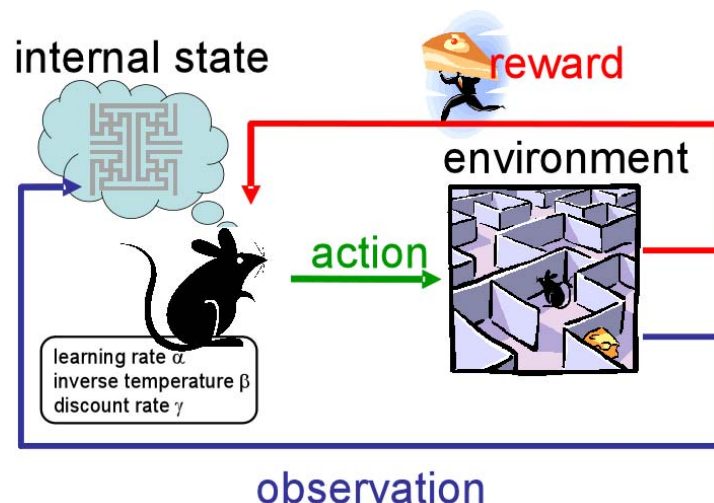 internal state
reward
environment
action
learning rate α
inverse temperature β
discount rate γ
observation